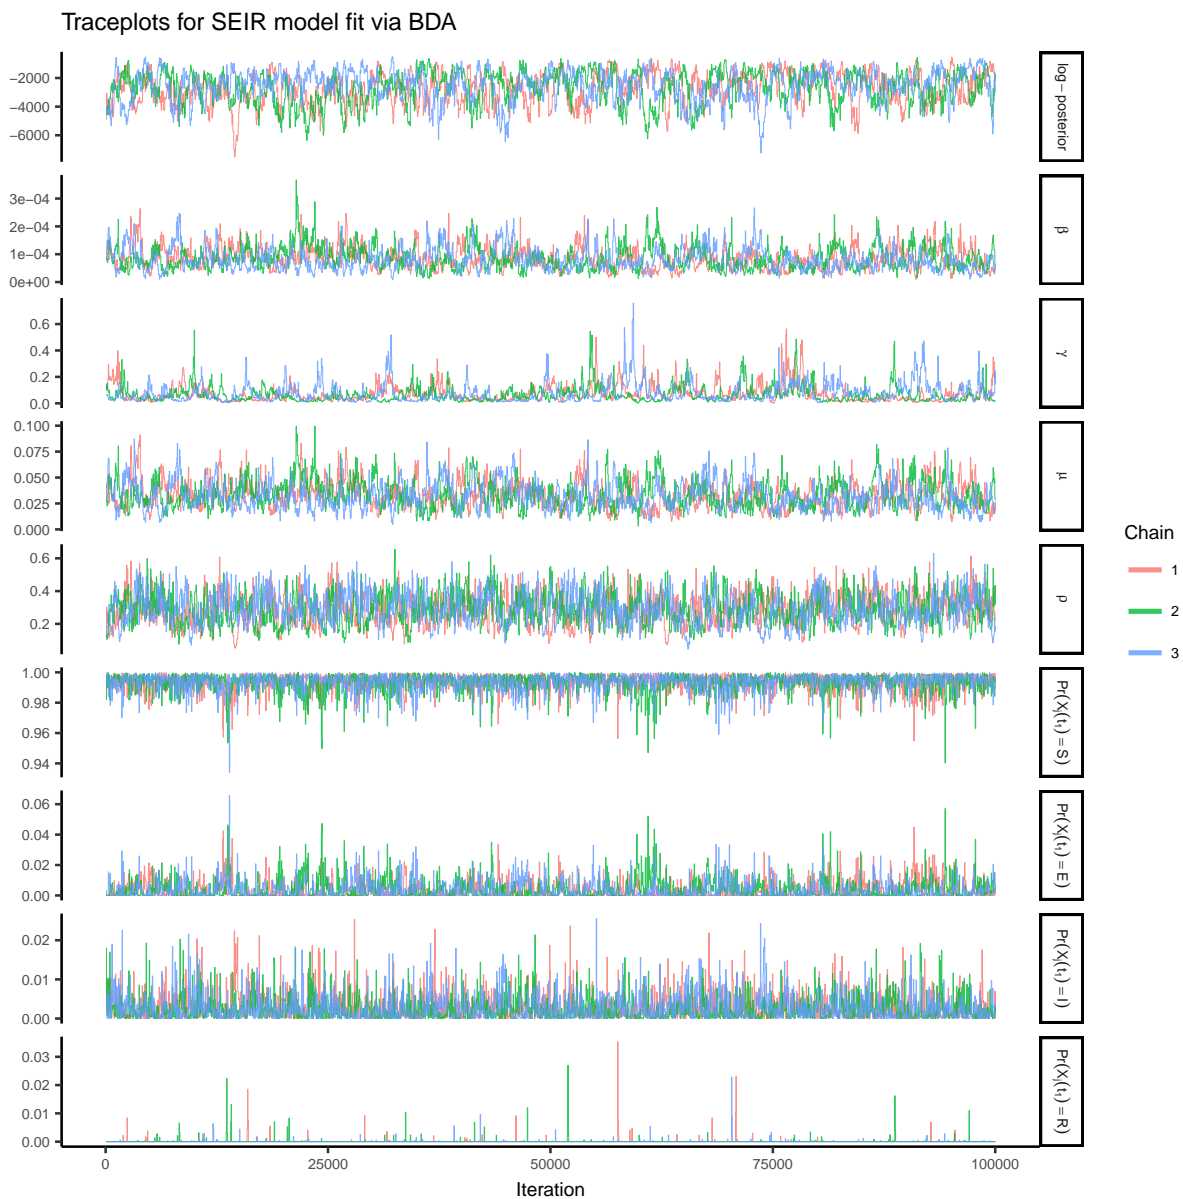 Traceplots for SEIR model fit via BDA
−2000
−4000
−6000
log − posterior
3e−04
2e−04
1e−04
0e+00
β
0.6
0.4
0.2
0.0
γ
0.100
0.075
0.050
0.025
0.000
μ
0.6
0.4
0.2
ρ
1.00
0.98
0.96
0.94
Pr(Xj(t1) = S)
0.06
0.04
0.02
0.00
Pr(Xj(t1) = E)
0.02
0.01
0.00
Pr(Xj(t1) = I)
0.03
0.02
0.01
0.00
Pr(Xj(t1) = R)
0
25000
50000
75000
100000
Iteration
Chain
1
2
3